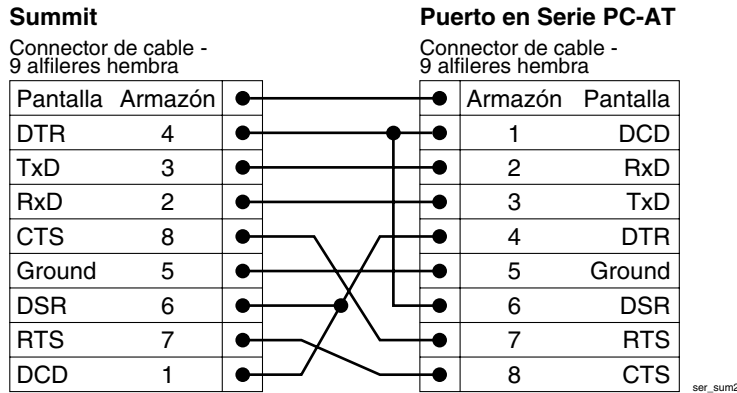 Summit
Connector de cable -
9 alfileres hembra
Puerto en Serie PC-AT
Connector de cable -
9 alfileres hembra
Pantalla Armazón Armazón Pantalla
DTR 4 1 DCD
TxD 3 2 RxD
RxD 2 3 TxD
CTS 8 4 DTR
Ground 5 5 Ground
DSR 6 6 DSR
RTS 7 7 RTS
DCD 1 8 CTS
ser_sum2